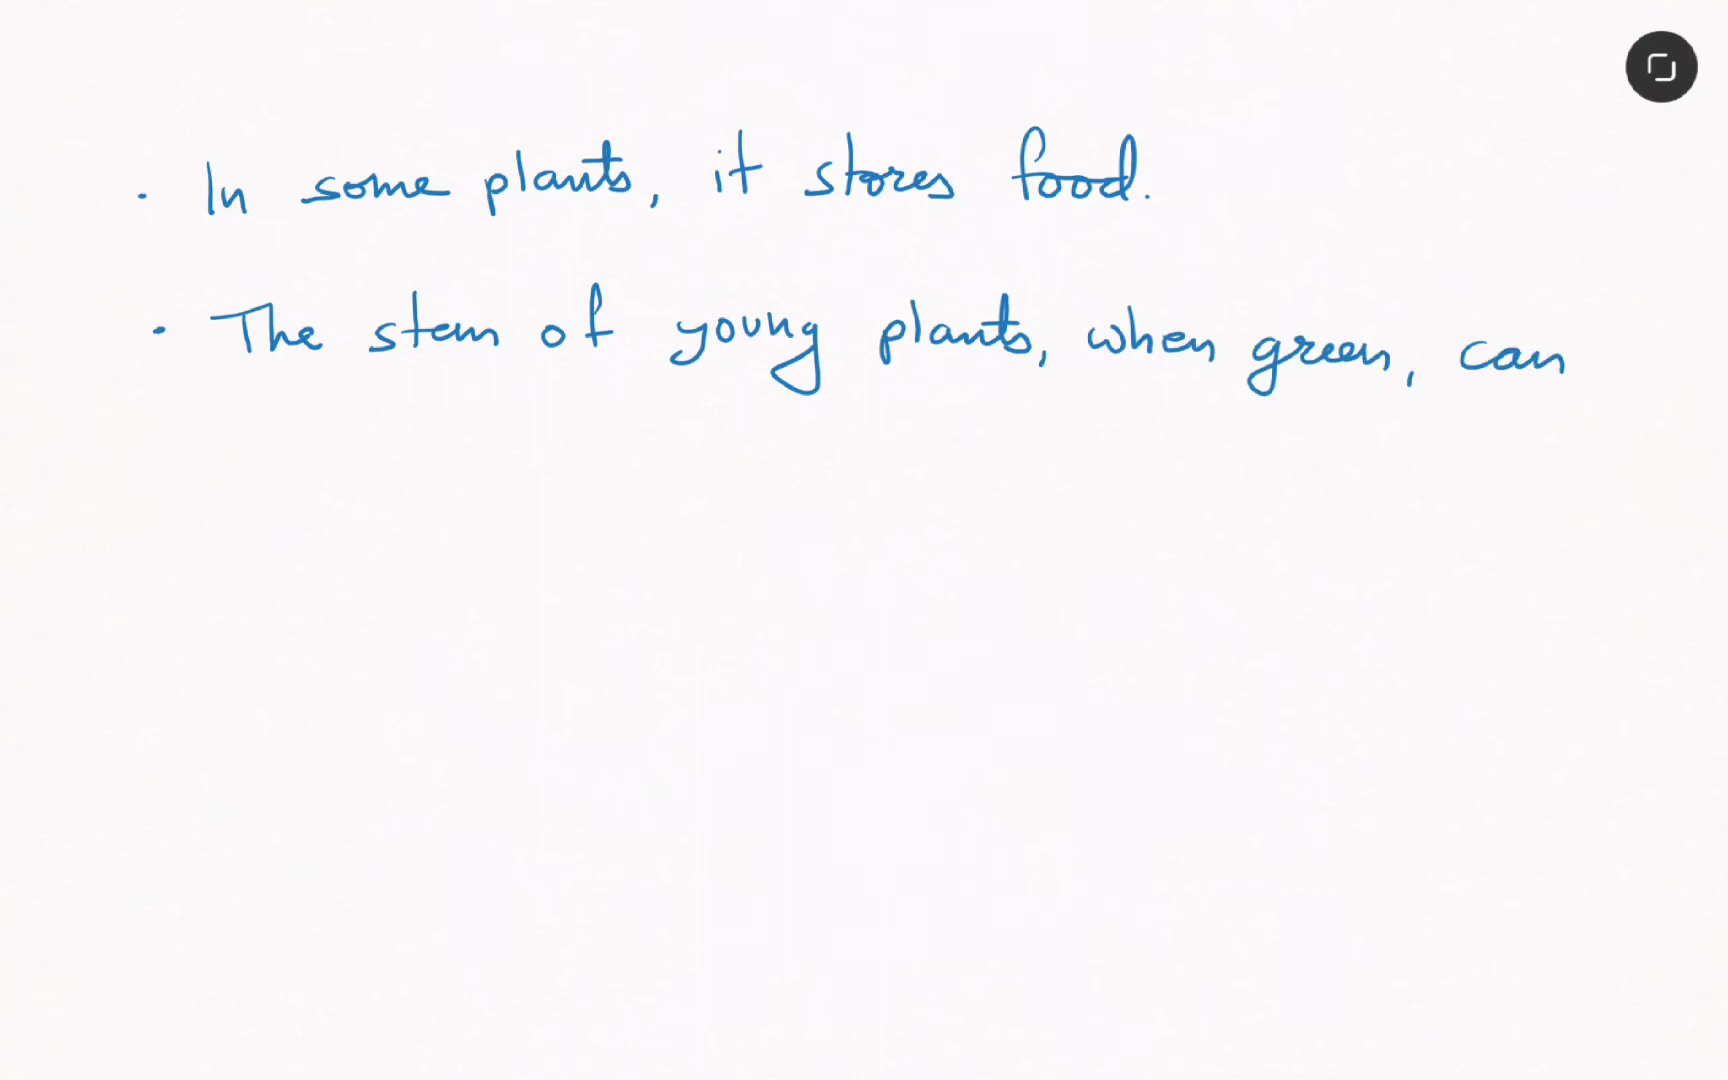 · In some plants, it stores food.
· The stem of young plants, when green, can